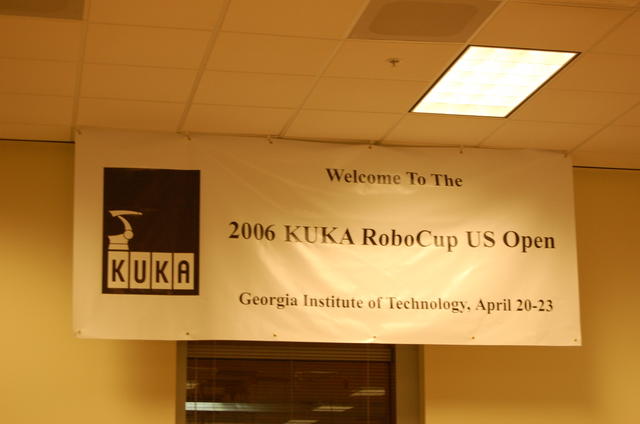 Welcome To The
KUKA
2006 KUKA RoboCup US Open
Georgia Institute of Technology, April 20-23